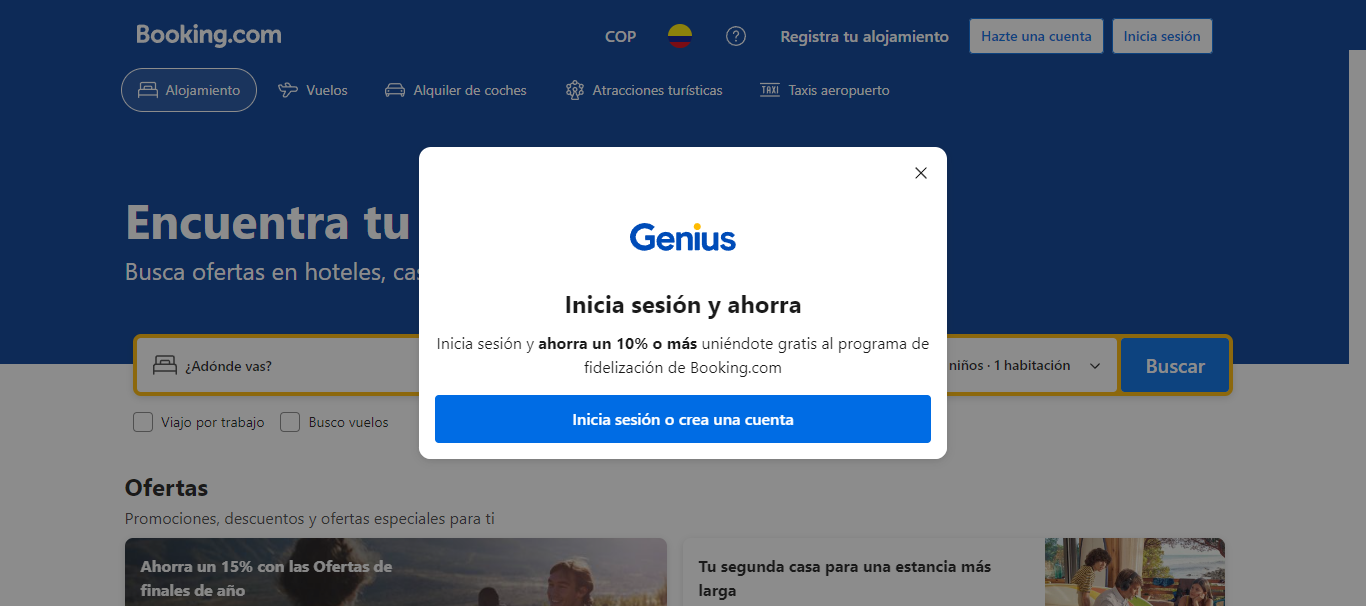 Booking.com
COP
Registra tu alojamiento
Hazte una cuenta
Inicia sesión
Alojamiento
Vuelos
Alquiler de coches
Atracciones turísticas
TAXI Taxis aeropuerto
Encuentra tu
Busca ofertas en hoteles,
Genius
Inicia sesión y ahorra
Inicia sesión y ahorra un 10% o más uniéndote gratis al programa de
fidelización de Booking.com
Inicia sesión o crea una cuenta
¿Adónde vas?
niños · 1 habitación
Buscar
Viajo por trabajo
Busco vuelos
Ofertas
Promociones, descuentos y ofertas especiales para ti
Ahorra un 15% con las Ofertas de
finales de año
Tu segunda casa para una estancia más
larga